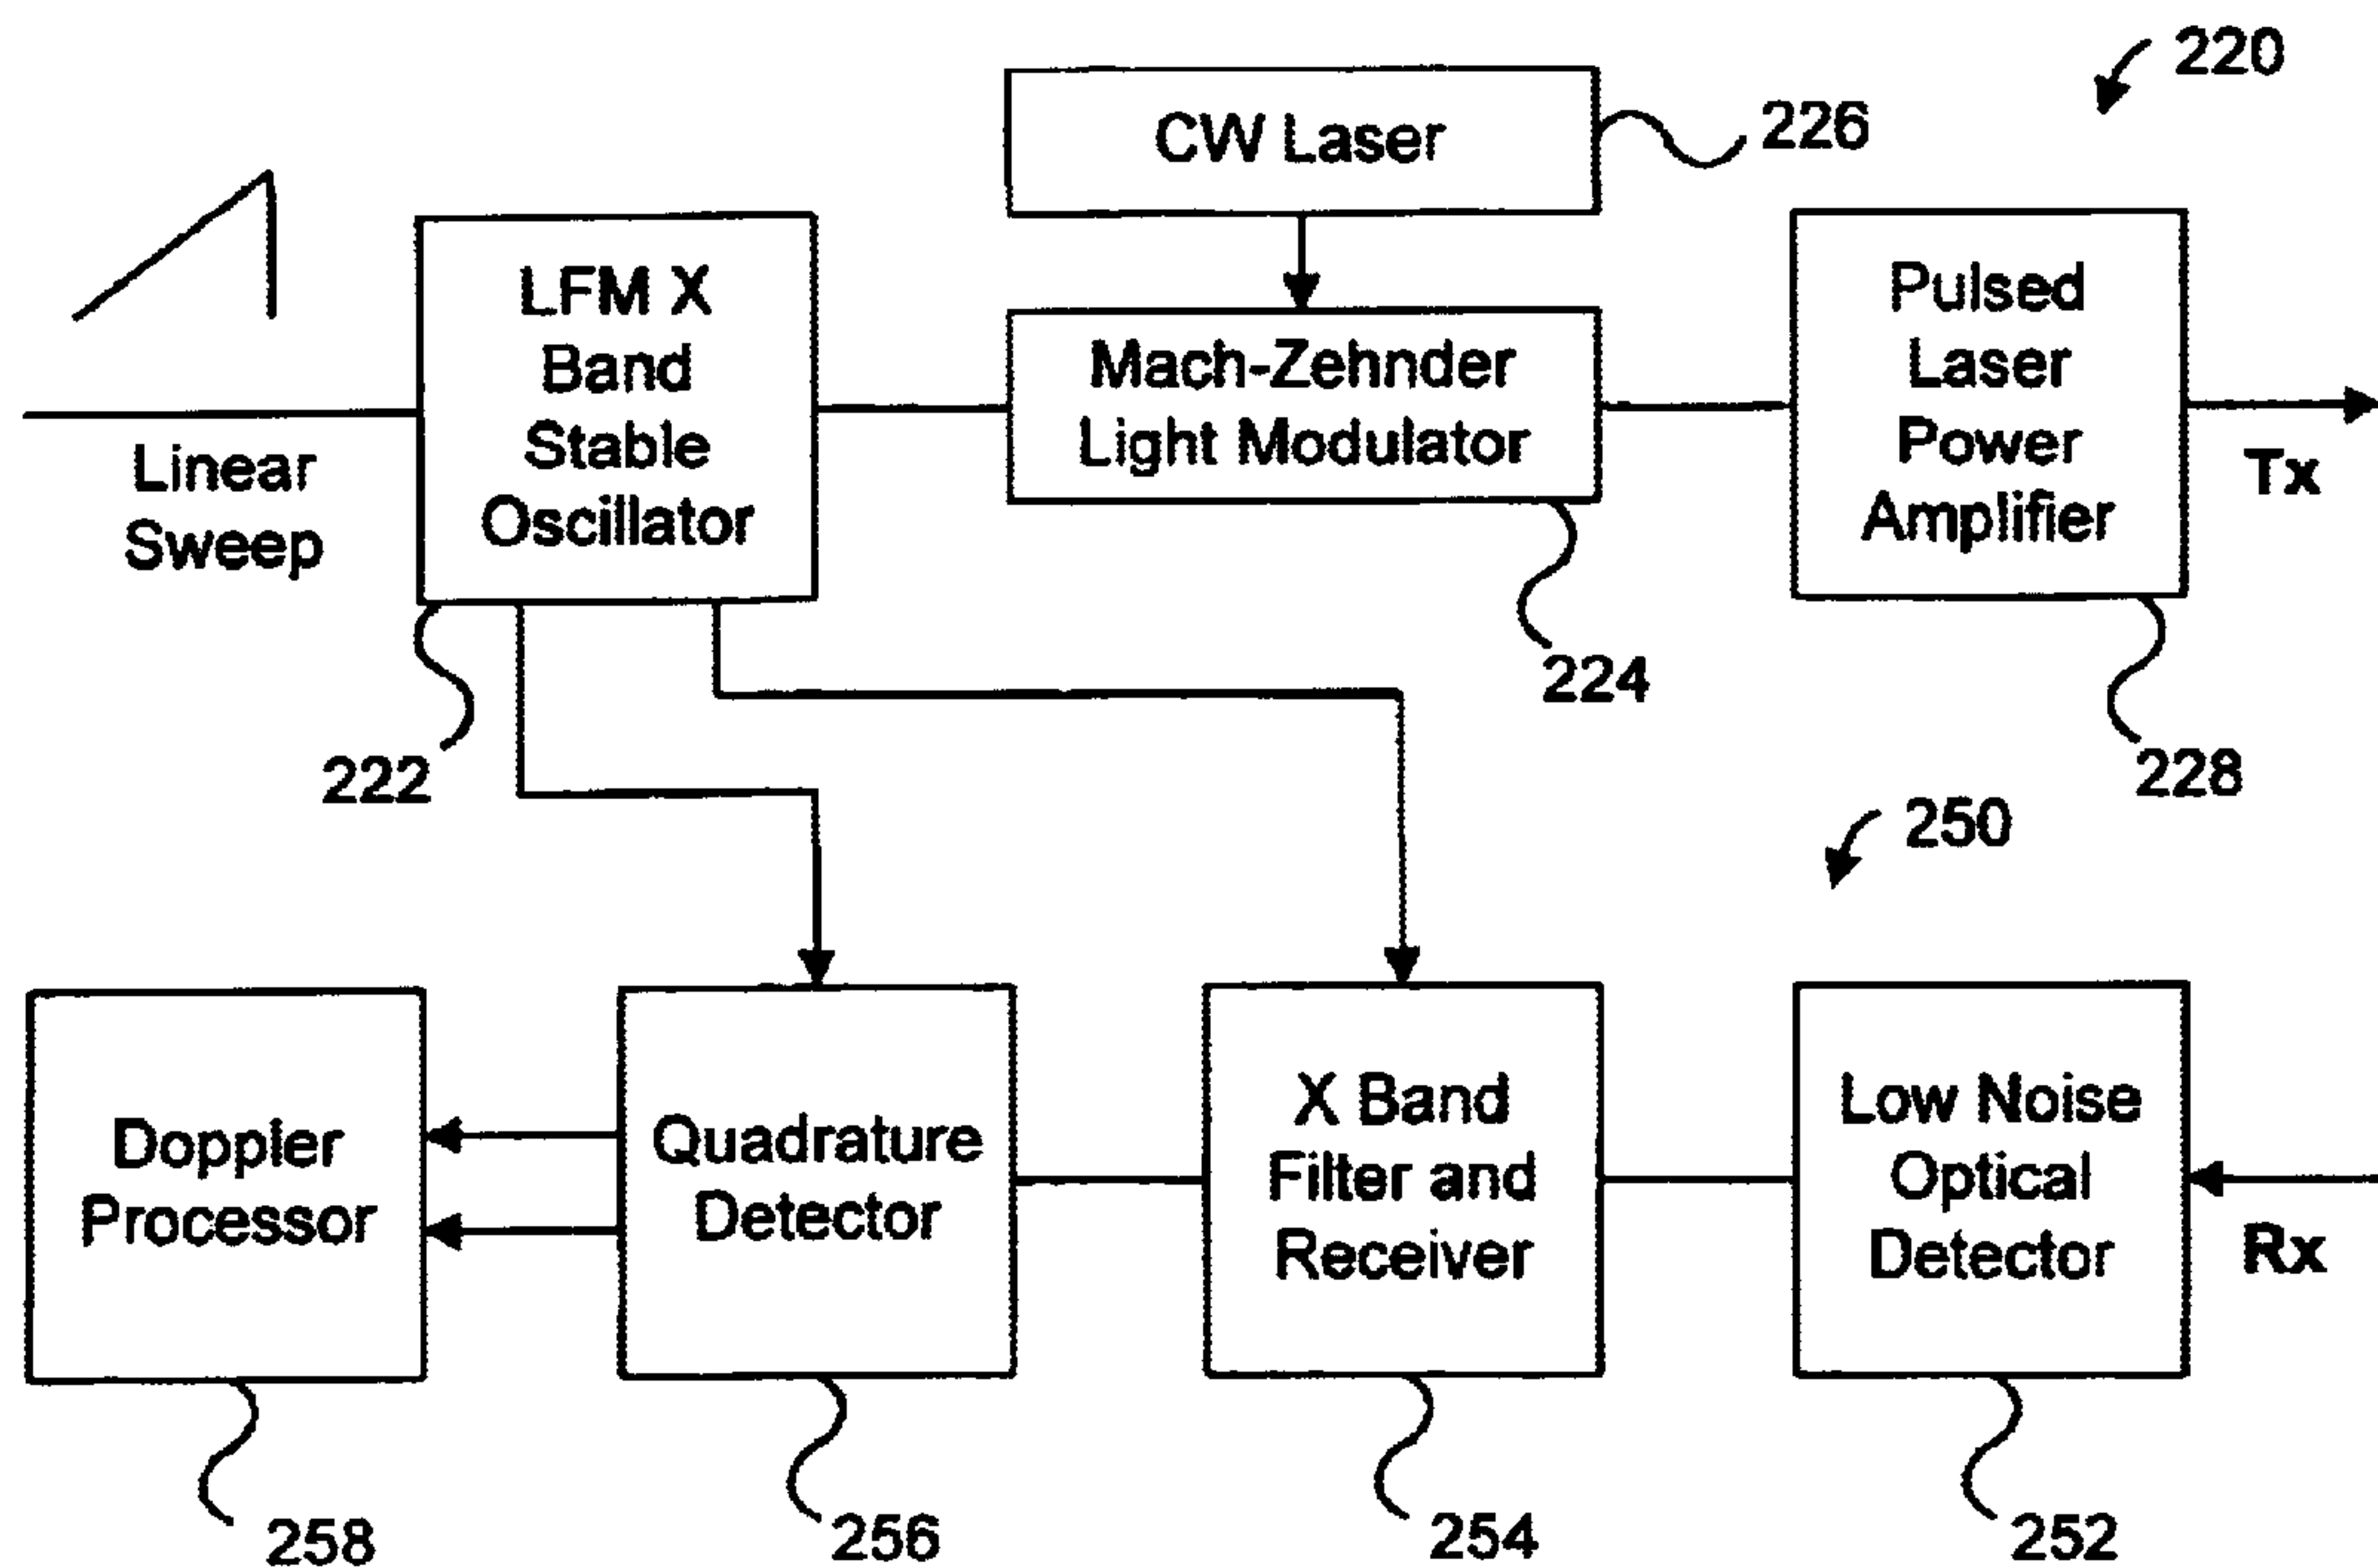 220
CW Laser
226
LFM X
Band
Stable
Oscillator
Mach-Zehnder
Light Modulator
Pulsed
Laser
Power
Amplifier
Linear
Sweep
Tx
224
222
228
250
Doppler
Processor
Quadrature
Detector
X Band
Filter and
Receiver
Low Noise
Optical
Detector
Rx
258
256
254
252